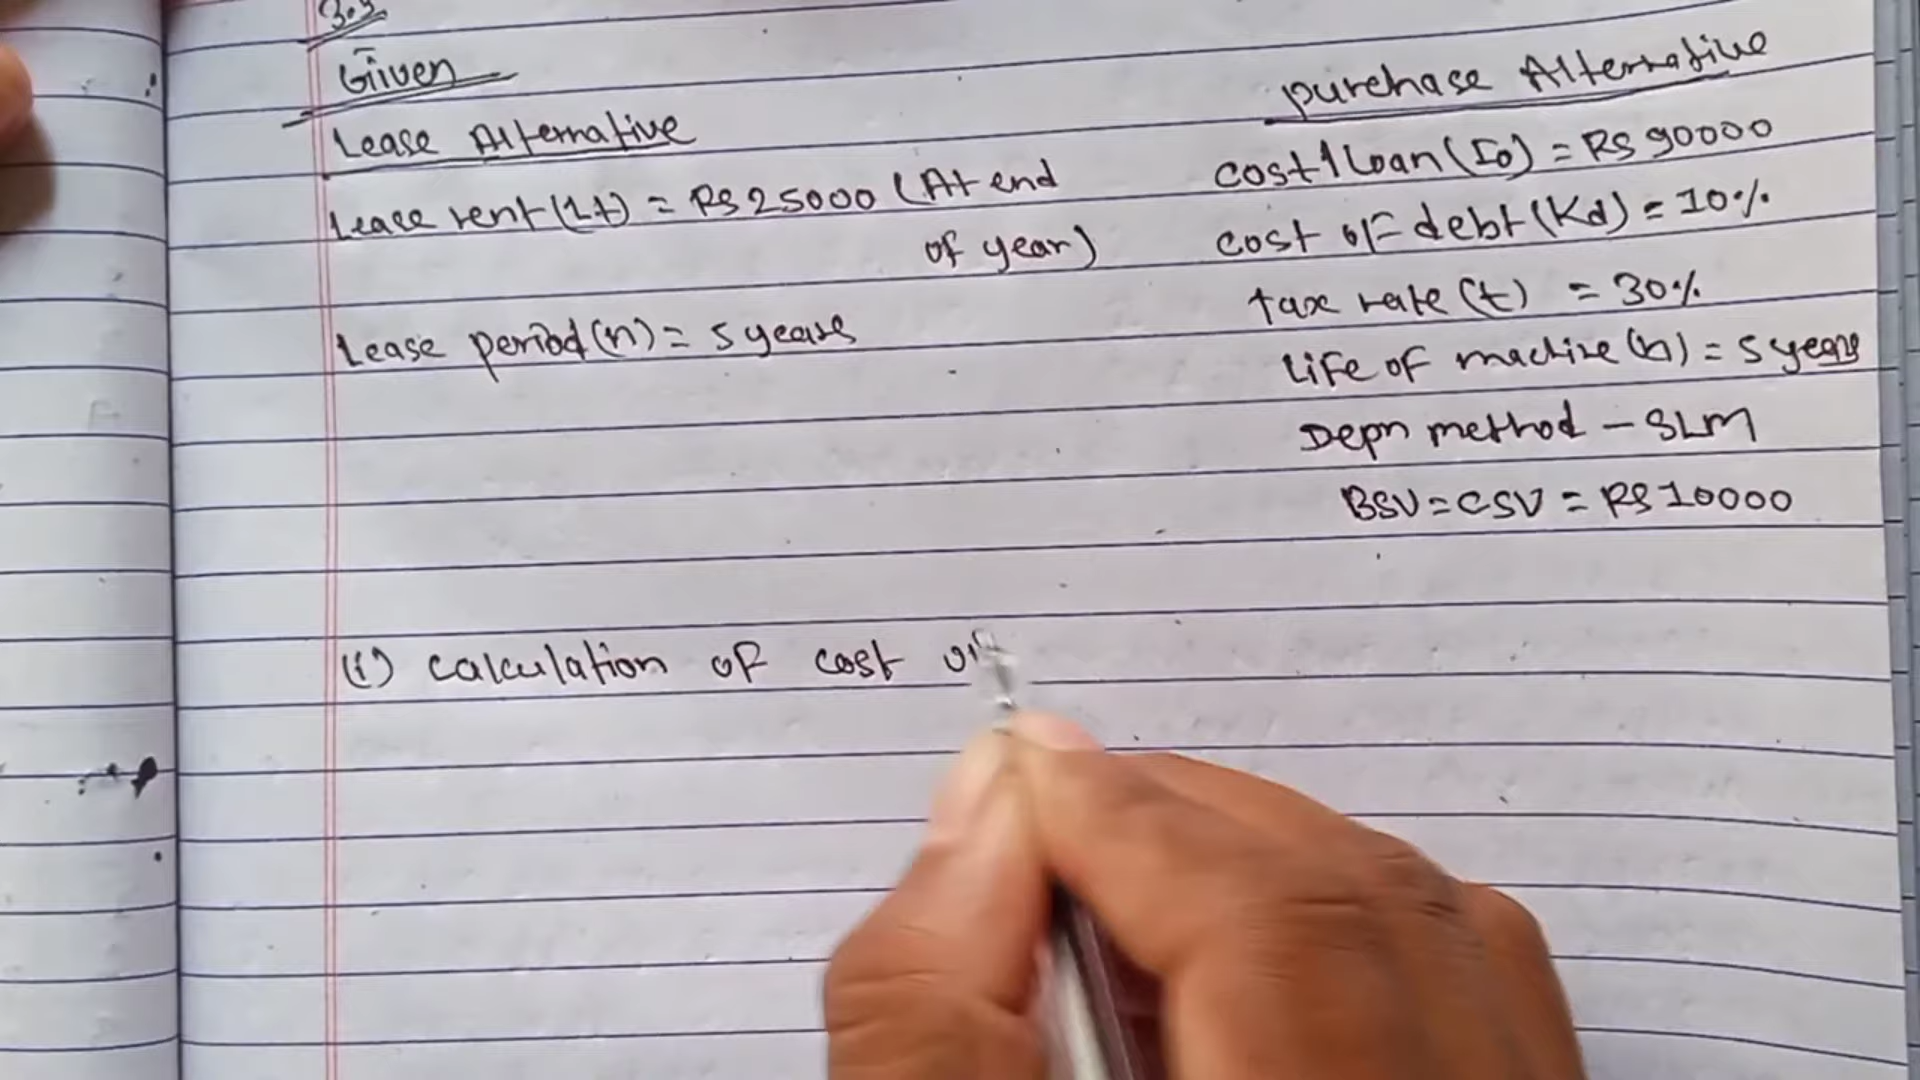 3.3
Given
Lease Alternative
Lease rent (Lt) = RS 25000 (At end
of year)
Lease period (n) = 5 years
purchase Alternative
cost / Loan (I0) = RS 90000
cost of debt (Kd) = 10%
tax rate (t) = 30%
Life of machine (n) = 5 years
Depn method - SLM
BSV = CSV = RS 10000
(i) calculation of cost of